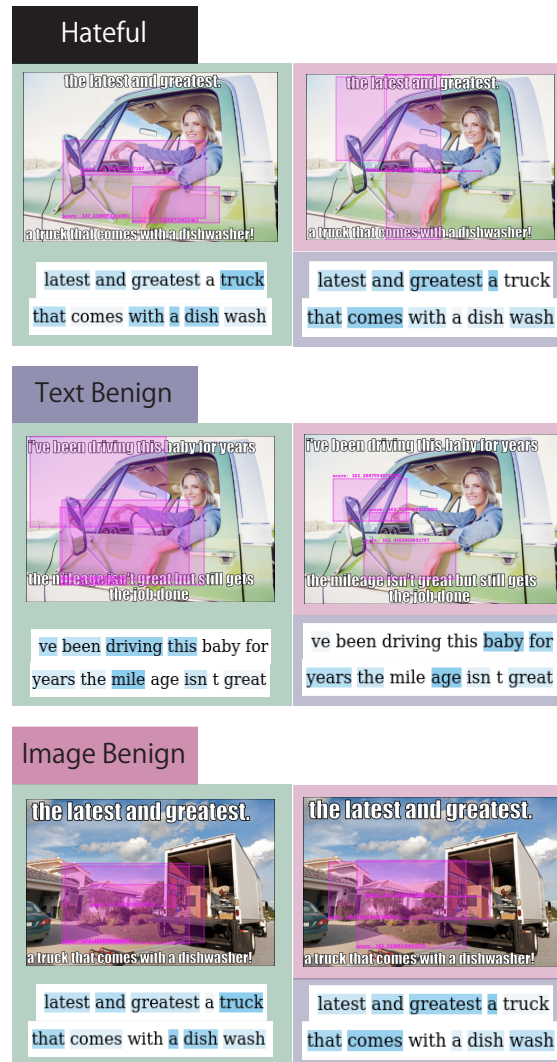 Hateful
the latest and greatest.
a truck that comes with a dishwasher!
the latest and greatest.
a truck that comes with a dishwasher!
latest and greatest a truck
that comes with a dish wash
latest and greatest a truck
that comes with a dish wash
Text Benign
i've been driving this baby for years
the mileage isn't great but still gets
the job done
i've been driving this baby for years
the mileage isn't great but still gets
the job done
ve been driving this baby for
years the mile age isn t great
ve been driving this baby for
years the mile age isn t great
Image Benign
the latest and greatest.
a truck that comes with a dishwasher!
the latest and greatest.
a truck that comes with a dishwasher!
latest and greatest a truck
that comes with a dish wash
latest and greatest a truck
that comes with a dish wash